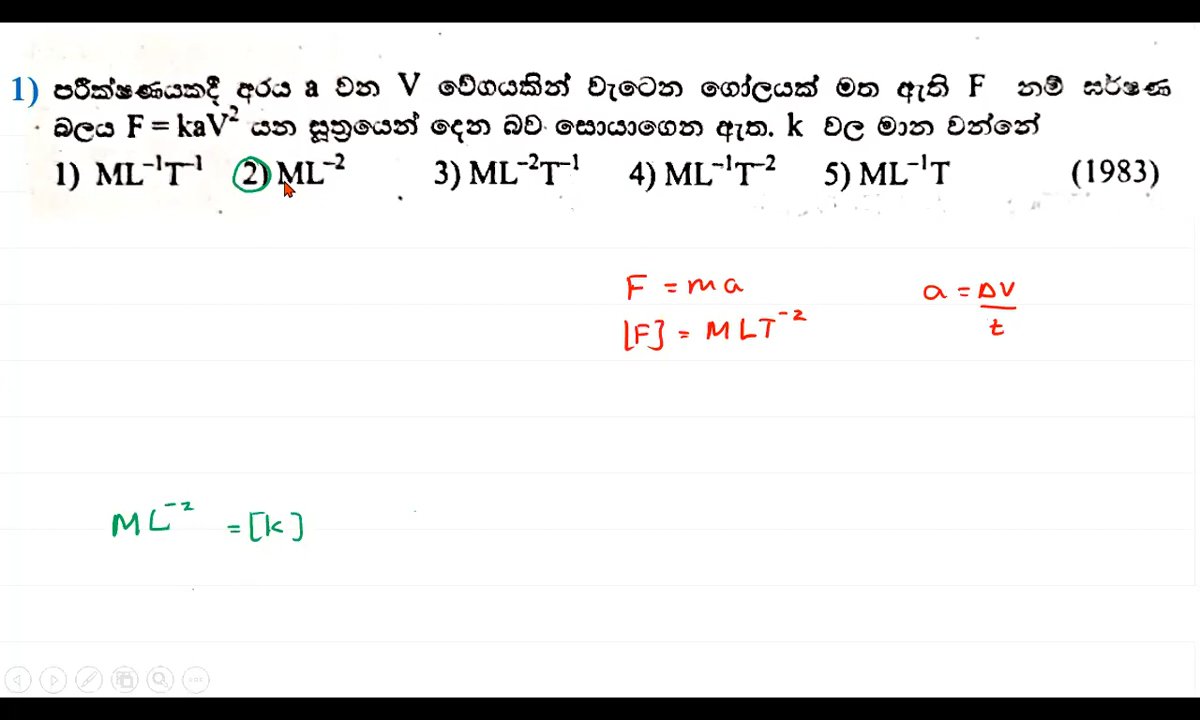 1) පරීක්ෂණයකදී අරය a වන V වේගයකින් වැටෙන ගෝලයක් මත ඇති F නම් ඝර්ෂණ
බලය F = kaV² යන සූත්‍රයෙන් දෙන බව සොයාගෙන ඇත. k වල මාන වන්නේ
1) ML⁻¹T⁻¹ 2) ML⁻² 3) ML⁻²T⁻¹ 4) ML⁻¹T⁻² 5) ML⁻¹T (1983)
F = ma a = ΔV/t
[F] = MLT⁻²
ML⁻² = [k]